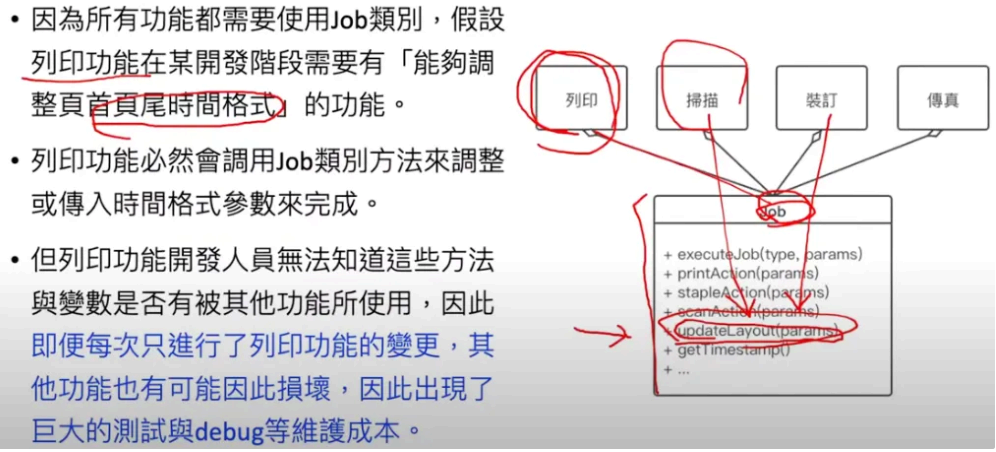 • 因為所有功能都需要使用Job類別，假設
列印功能在某開發階段需要有「能夠調
整頁首頁尾時間格式」的功能。
• 列印功能必然會調用Job類別方法來調整
或傳入時間格式參數來完成。
• 但列印功能開發人員無法知道這些方法
與變數是否有被其他功能所使用，因此
即便每次只進行了列印功能的變更，其
他功能也有可能因此損壞，因此出現了
巨大的測試與debug等維護成本。
列印 掃描 裝訂 傳真
Job
+ executeJob(type, params)
+ printAction(params)
+ stapleAction(params)
+ scanAction(params)
+ updateLayout(params)
+ getTimestamp()
+ ...